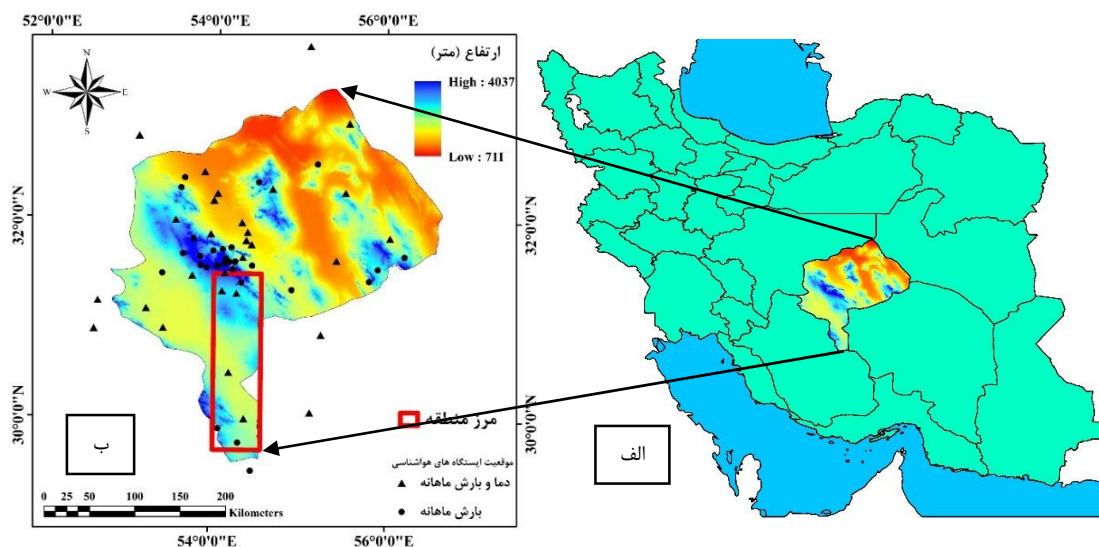 52°0'0"E 54°0'0"E 56°0'0"E
ارتفاع (متر)
High : 4037
Low : 711
N
W E
S
32°0'0"N
32°0'0"N
30°0'0"N
30°0'0"N
مرز منطقه
ب
الف
موقعیت ایستگاه های هواشناسی
دما و بارش ماهانه
بارش ماهانه
0 25 50 100 150 200
Kilometers
54°0'0"E 56°0'0"E